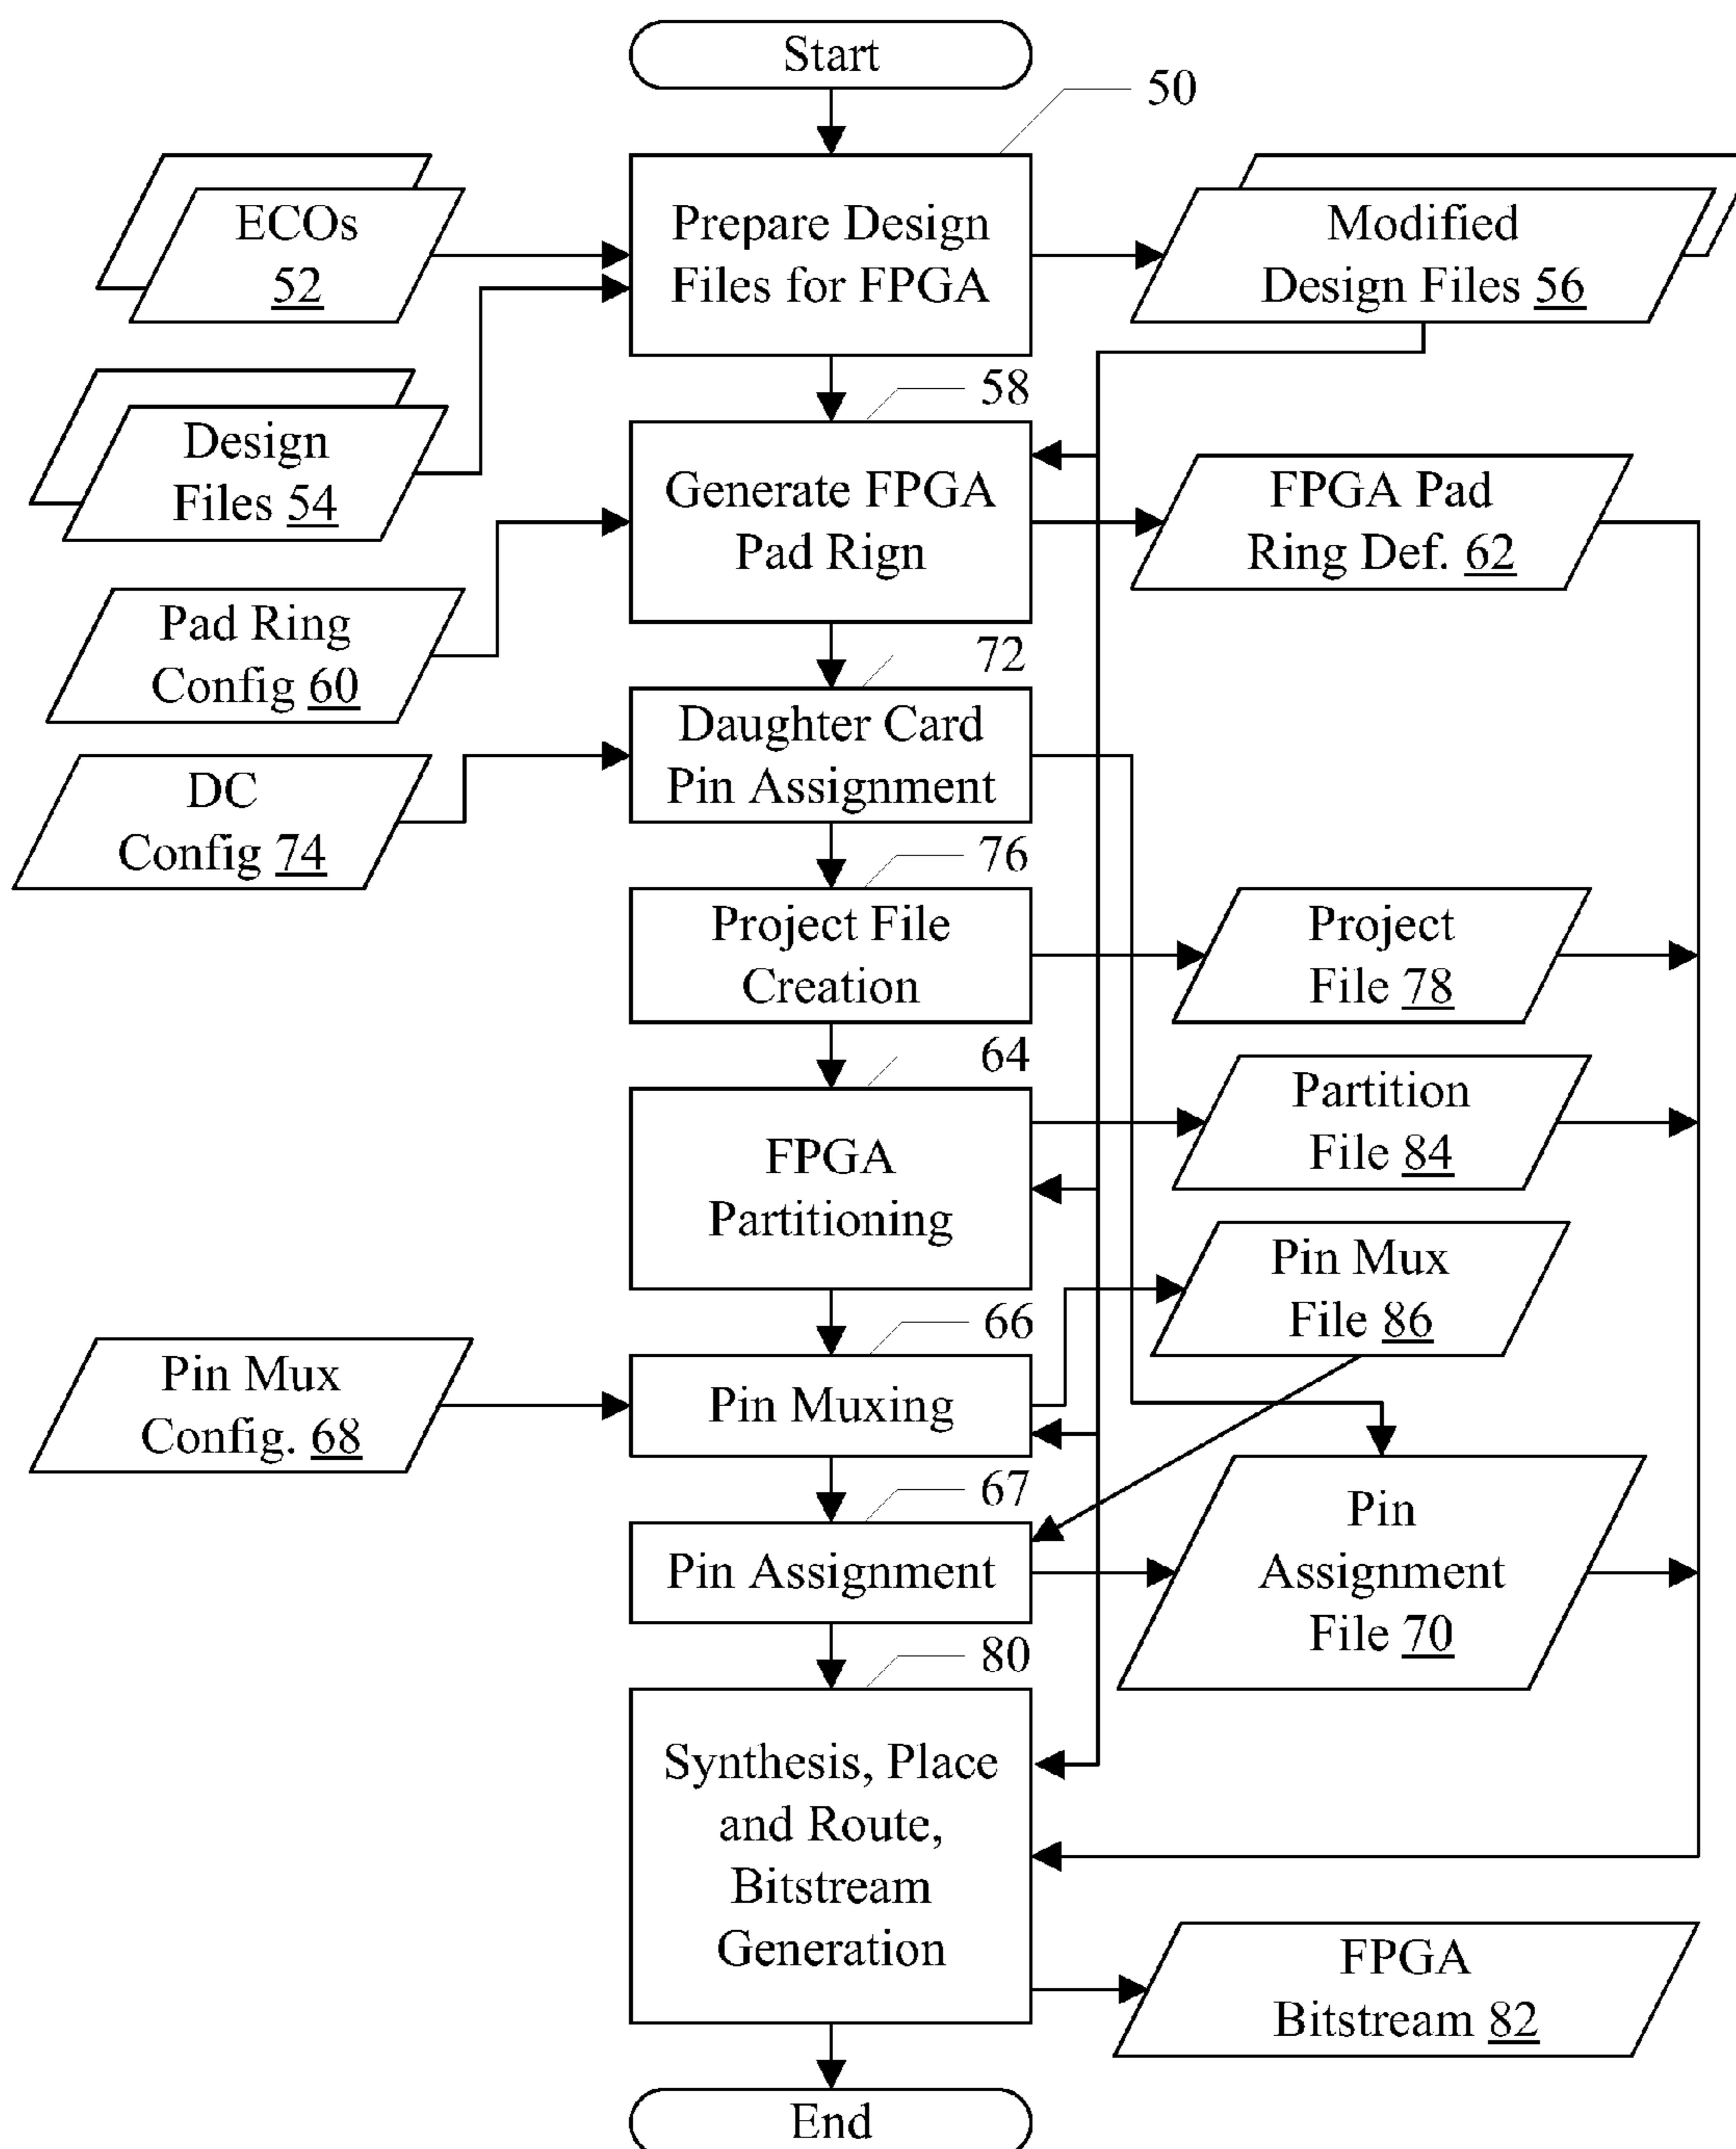 Start
50
ECOs
52
Prepare Design
Files for FPGA
Modified
Design Files 56
58
Design
Files 54
Generate FPGA
Pad Rign
FPGA Pad
Ring Def. 62
Pad Ring
Config 60
72
Daughter Card
Pin Assignment
DC
Config 74
76
Project File
Creation
Project
File 78
64
FPGA
Partitioning
Partition
File 84
Pin Mux
File 86
66
Pin Mux
Config. 68
Pin Muxing
67
Pin Assignment
Pin
Assignment
File 70
80
Synthesis, Place
and Route,
Bitstream
Generation
FPGA
Bitstream 82
End